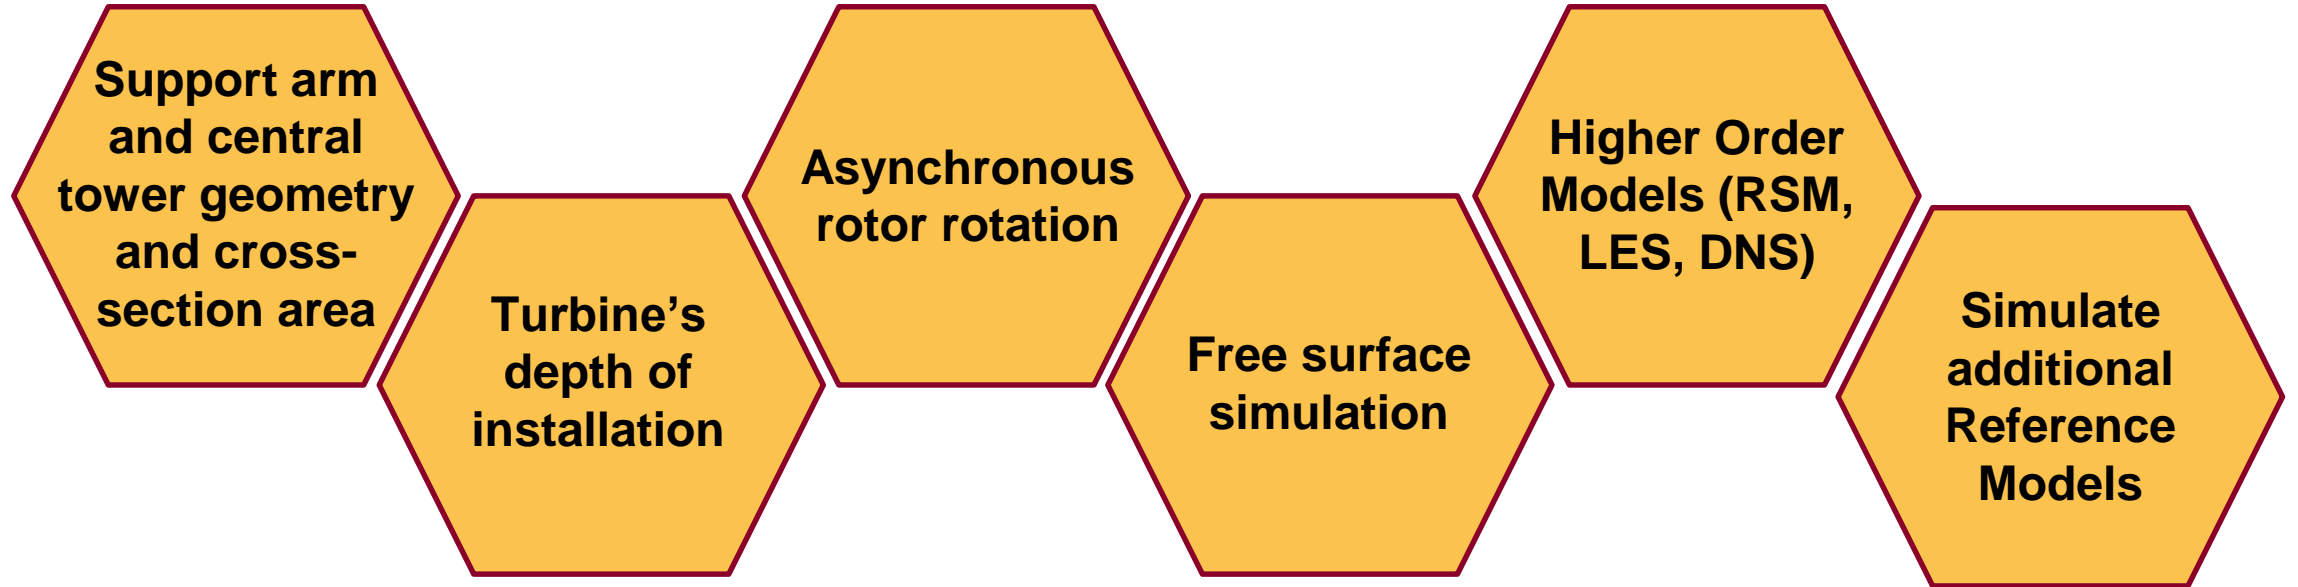 Support arm
and central
tower geometry
and cross-
section area
Turbine’s
depth of
installation
Asynchronous
rotor rotation
Free surface
simulation
Higher Order
Models (RSM,
LES, DNS)
Simulate
additional
Reference
Models